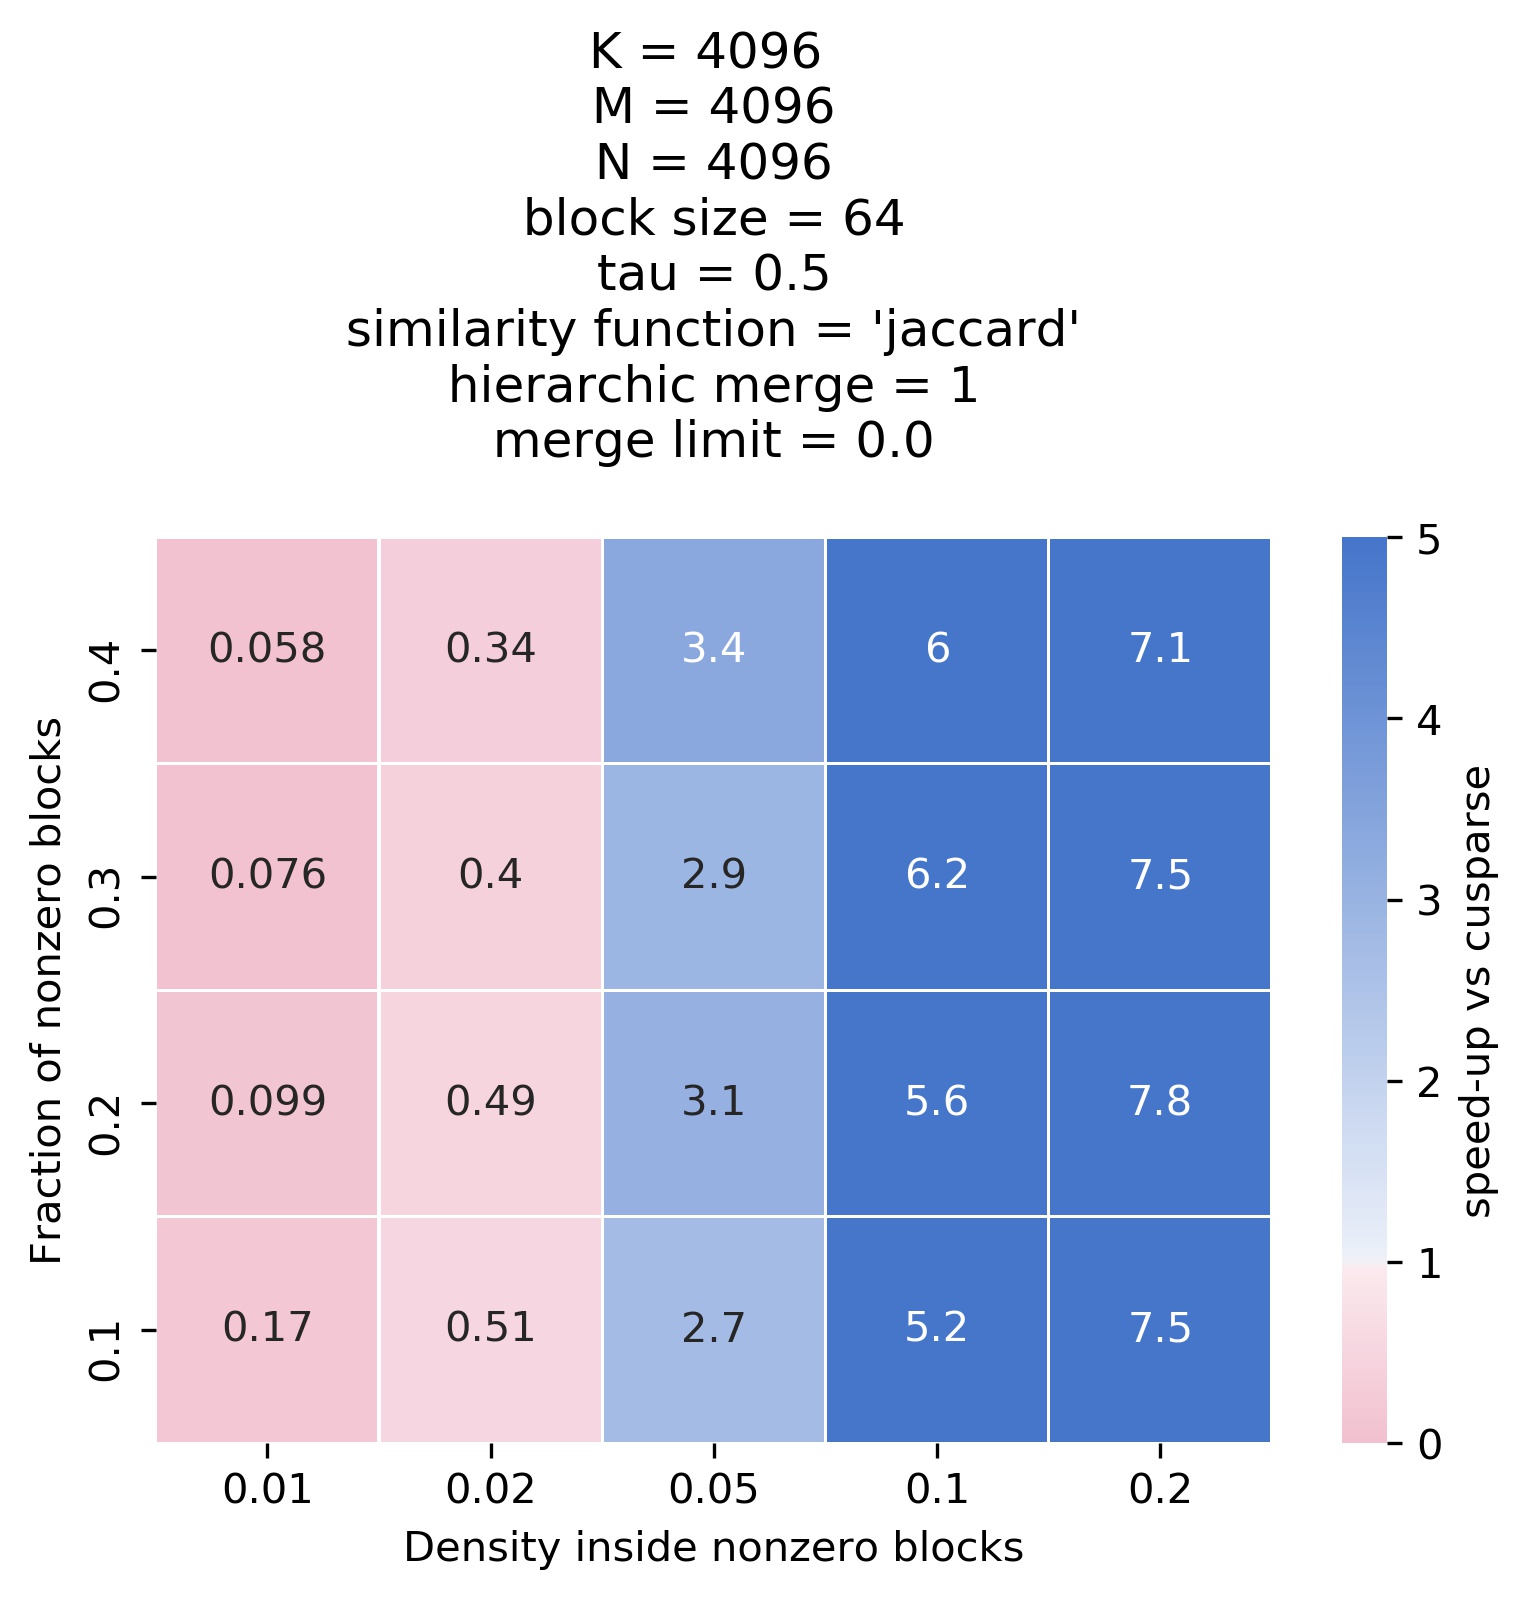 K = 4096
M = 4096
N = 4096
block size = 64
tau = 0.5
similarity function = 'jaccard'
hierarchic merge = 1
merge limit = 0.0
Fraction of nonzero blocks
0.4 0.058 0.34 3.4 6 7.1
0.3 0.076 0.4 2.9 6.2 7.5
0.2 0.099 0.49 3.1 5.6 7.8
0.1 0.17 0.51 2.7 5.2 7.5
0.01 0.02 0.05 0.1 0.2
Density inside nonzero blocks
5
4
3
2
1
0
speed-up vs cusparse